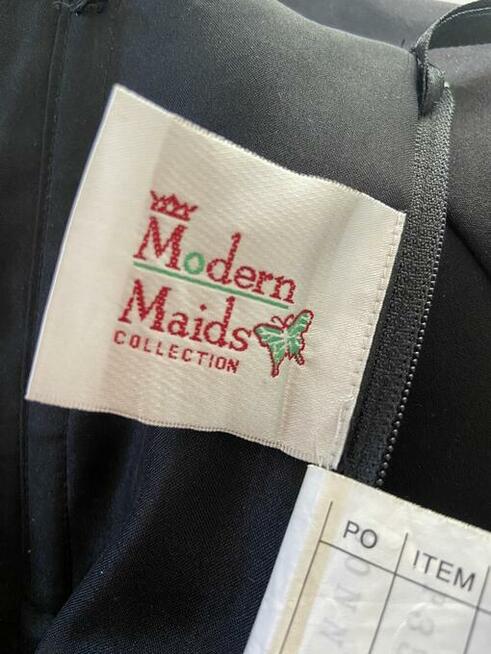 Modern
Maids
COLLECTION
PO ITEM